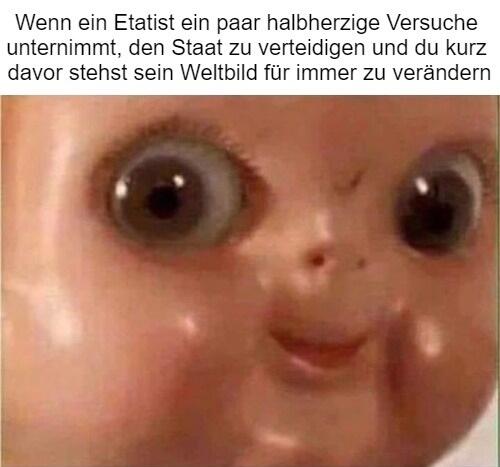 Wenn ein Etatist ein paar halbherzige Versuche
unternimmt, den Staat zu verteidigen und du kurz
davor stehst sein Weltbild für immer zu verändern